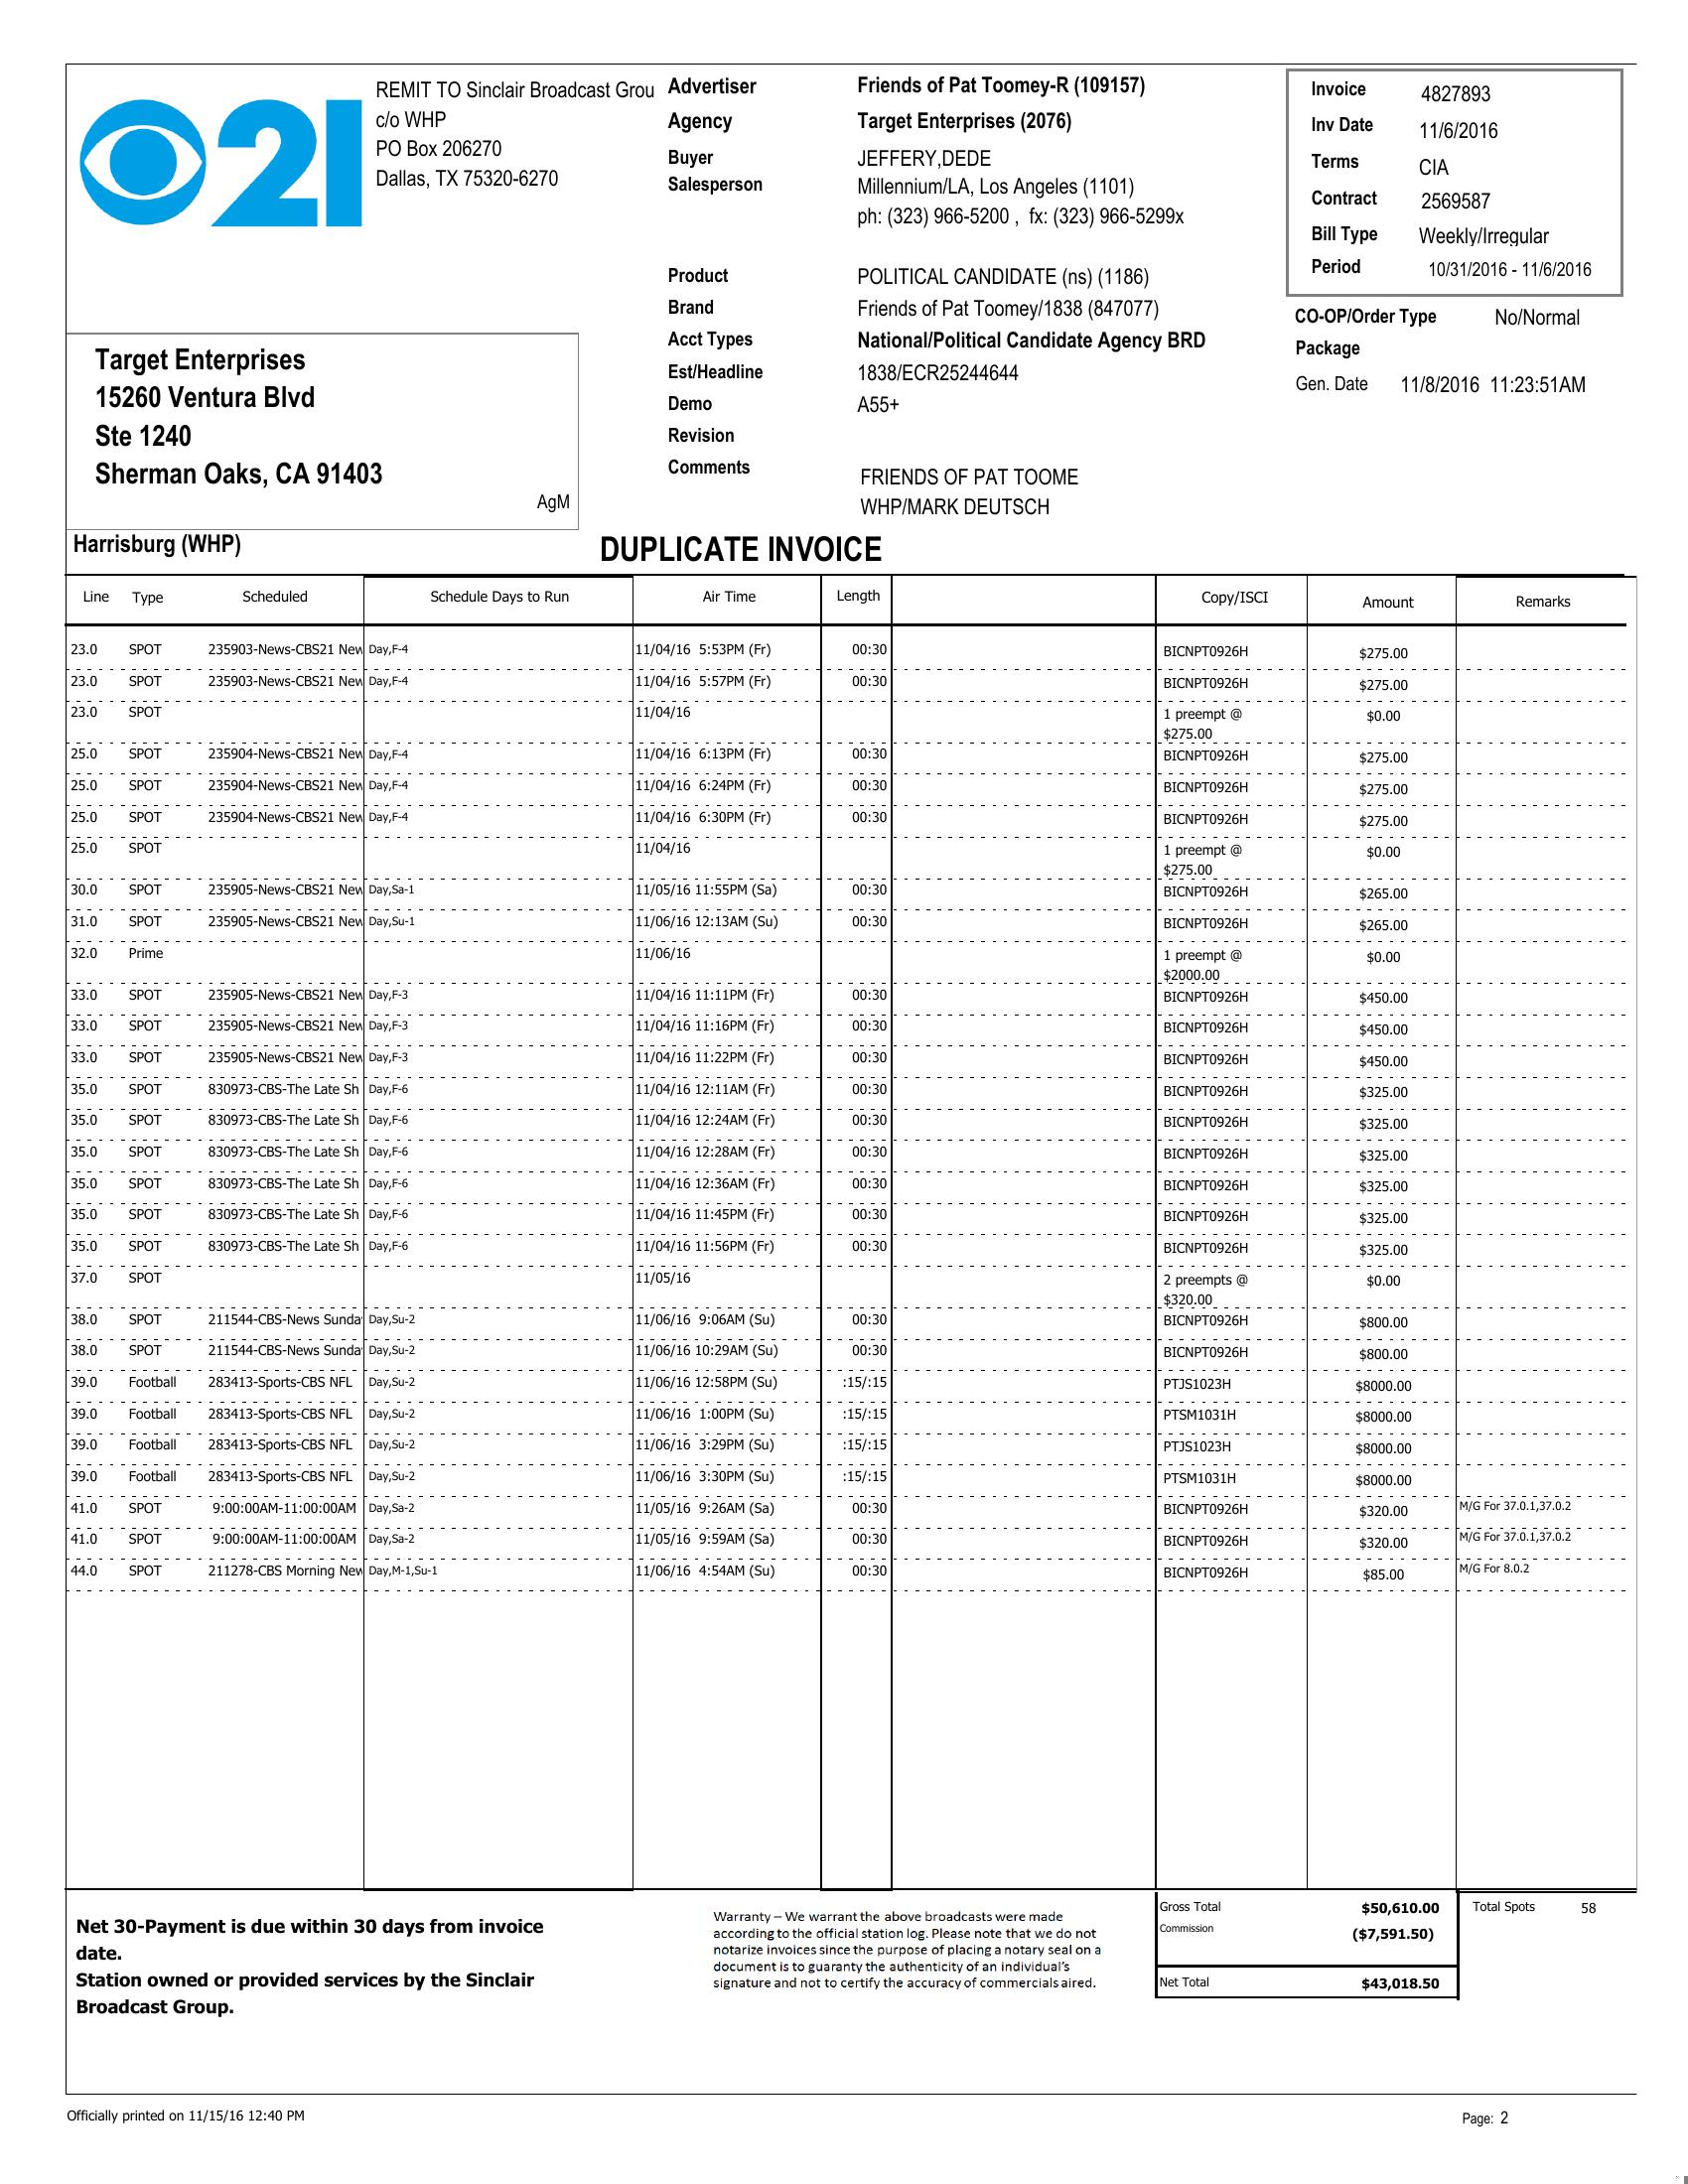 21
REMIT TO Sinclair Broadcast Grou
c/o WHP
PO Box 206270
Dallas, TX 75320-6270
Advertiser Friends of Pat Toomey-R (109157)
Agency Target Enterprises (2076)
Buyer JEFFERY,DEDE
Salesperson Millennium/LA, Los Angeles (1101)
ph: (323) 966-5200 , fx: (323) 966-5299x
Product POLITICAL CANDIDATE (ns) (1186)
Brand Friends of Pat Toomey/1838 (847077)
Acct Types National/Political Candidate Agency BRD
Est/Headline 1838/ECR25244644
Demo A55+
Revision
Comments FRIENDS OF PAT TOOME
WHP/MARK DEUTSCH
Invoice 4827893
Inv Date 11/6/2016
Terms CIA
Contract 2569587
Bill Type Weekly/Irregular
Period 10/31/2016 - 11/6/2016
CO-OP/Order Type No/Normal
Package
Gen. Date 11/8/2016 11:23:51AM
Target Enterprises
15260 Ventura Blvd
Ste 1240
Sherman Oaks, CA 91403
AgM
Harrisburg (WHP)
DUPLICATE INVOICE
Line Type Scheduled Schedule Days to Run Air Time Length Copy/ISCI Amount Remarks
23.0 SPOT 235903-News-CBS21 New Day,F-4 11/04/16 5:53PM (Fr) 00:30 BICNPT0926H $275.00
23.0 SPOT 235903-News-CBS21 New Day,F-4 11/04/16 5:57PM (Fr) 00:30 BICNPT0926H $275.00
23.0 SPOT 11/04/16 1 preempt @ $0.00
$275.00
25.0 SPOT 235904-News-CBS21 New Day,F-4 11/04/16 6:13PM (Fr) 00:30 BICNPT0926H $275.00
25.0 SPOT 235904-News-CBS21 New Day,F-4 11/04/16 6:24PM (Fr) 00:30 BICNPT0926H $275.00
25.0 SPOT 235904-News-CBS21 New Day,F-4 11/04/16 6:30PM (Fr) 00:30 BICNPT0926H $275.00
25.0 SPOT 11/04/16 1 preempt @ $0.00
$275.00
30.0 SPOT 235905-News-CBS21 New Day,Sa-1 11/05/16 11:55PM (Sa) 00:30 BICNPT0926H $265.00
31.0 SPOT 235905-News-CBS21 New Day,Su-1 11/06/16 12:13AM (Su) 00:30 BICNPT0926H $265.00
32.0 Prime 11/06/16 1 preempt @ $0.00
$2000.00
33.0 SPOT 235905-News-CBS21 New Day,F-3 11/04/16 11:11PM (Fr) 00:30 BICNPT0926H $450.00
33.0 SPOT 235905-News-CBS21 New Day,F-3 11/04/16 11:16PM (Fr) 00:30 BICNPT0926H $450.00
33.0 SPOT 235905-News-CBS21 New Day,F-3 11/04/16 11:22PM (Fr) 00:30 BICNPT0926H $450.00
35.0 SPOT 830973-CBS-The Late Sh Day,F-6 11/04/16 12:11AM (Fr) 00:30 BICNPT0926H $325.00
35.0 SPOT 830973-CBS-The Late Sh Day,F-6 11/04/16 12:24AM (Fr) 00:30 BICNPT0926H $325.00
35.0 SPOT 830973-CBS-The Late Sh Day,F-6 11/04/16 12:28AM (Fr) 00:30 BICNPT0926H $325.00
35.0 SPOT 830973-CBS-The Late Sh Day,F-6 11/04/16 12:36AM (Fr) 00:30 BICNPT0926H $325.00
35.0 SPOT 830973-CBS-The Late Sh Day,F-6 11/04/16 11:45PM (Fr) 00:30 BICNPT0926H $325.00
35.0 SPOT 830973-CBS-The Late Sh Day,F-6 11/04/16 11:56PM (Fr) 00:30 BICNPT0926H $325.00
37.0 SPOT 11/05/16 2 preempts @ $0.00
$320.00
38.0 SPOT 211544-CBS-News Sunda Day,Su-2 11/06/16 9:06AM (Su) 00:30 BICNPT0926H $800.00
38.0 SPOT 211544-CBS-News Sunda Day,Su-2 11/06/16 10:29AM (Su) 00:30 BICNPT0926H $800.00
39.0 Football 283413-Sports-CBS NFL Day,Su-2 11/06/16 12:58PM (Su) :15/:15 PTJS1023H $8000.00
39.0 Football 283413-Sports-CBS NFL Day,Su-2 11/06/16 1:00PM (Su) :15/:15 PTSM1031H $8000.00
39.0 Football 283413-Sports-CBS NFL Day,Su-2 11/06/16 3:29PM (Su) :15/:15 PTJS1023H $8000.00
39.0 Football 283413-Sports-CBS NFL Day,Su-2 11/06/16 3:30PM (Su) :15/:15 PTSM1031H $8000.00
41.0 SPOT 9:00:00AM-11:00:00AM Day,Sa-2 11/05/16 9:26AM (Sa) 00:30 BICNPT0926H $320.00 M/G For 37.0.1,37.0.2
41.0 SPOT 9:00:00AM-11:00:00AM Day,Sa-2 11/05/16 9:59AM (Sa) 00:30 BICNPT0926H $320.00 M/G For 37.0.1,37.0.2
44.0 SPOT 211278-CBS Morning New Day,M-1,Su-1 11/06/16 4:54AM (Su) 00:30 BICNPT0926H $85.00 M/G For 8.0.2
Net 30-Payment is due within 30 days from invoice
date.
Station owned or provided services by the Sinclair
Broadcast Group.
Warranty – We warrant the above broadcasts were made
according to the official station log. Please note that we do not
notarize invoices since the purpose of placing a notary seal on a
document is to guaranty the authenticity of an individual's
signature and not to certify the accuracy of commercials aired.
Gross Total $50,610.00
Commission ($7,591.50)
Net Total $43,018.50
Total Spots 58
Officially printed on 11/15/16 12:40 PM
Page: 2